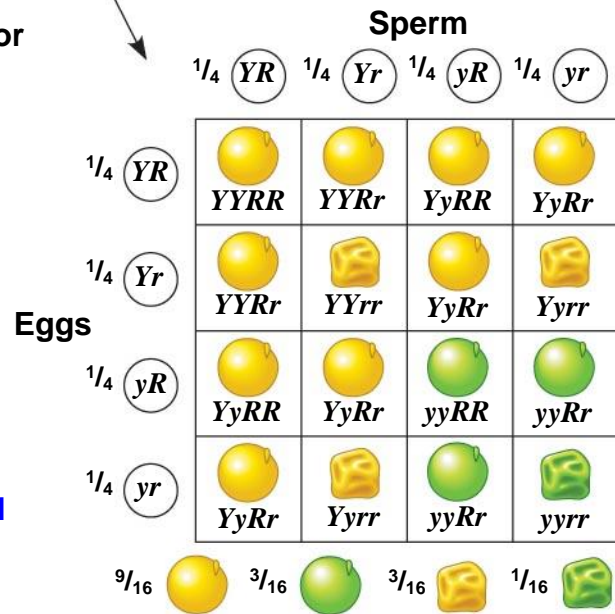 or
Sperm
1/4 YR 1/4 Yr 1/4 yR 1/4 yr
1/4 YR
YYRR YYRr YyRR YyRr
1/4 Yr
YYRr YYrr YyRr Yyrr
Eggs
1/4 yR
YyRR YyRr yyRR yyRr
1/4 yr
YyRr Yyrr yyRr yyrr
9/16 3/16 3/16 1/16